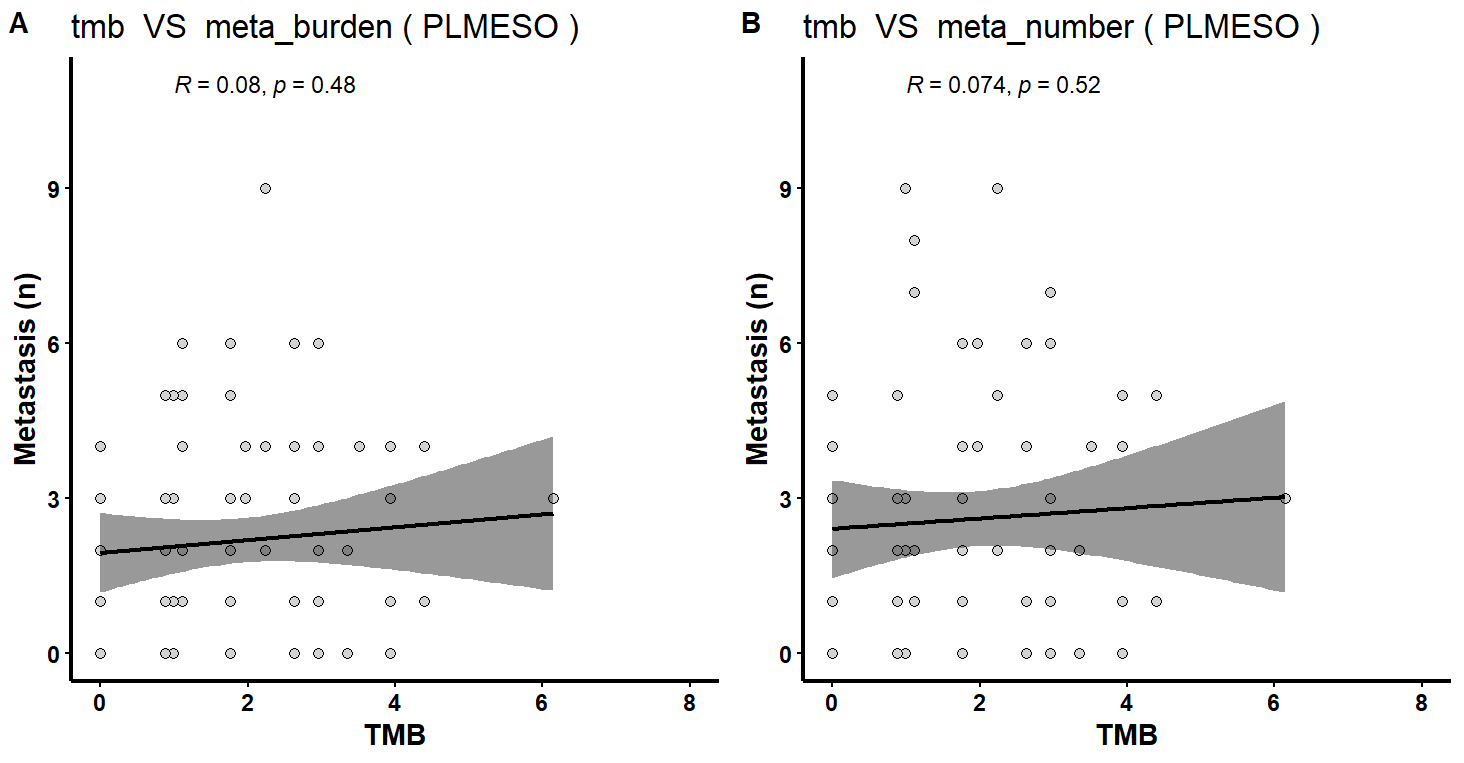 A
tmb VS meta_burden ( PLMESO )
R = 0.08, p = 0.48
9
6
3
0
Metastasis (n)
0 2 4 6 8
TMB
B
tmb VS meta_number ( PLMESO )
R = 0.074, p = 0.52
9
6
3
0
Metastasis (n)
0 2 4 6 8
TMB